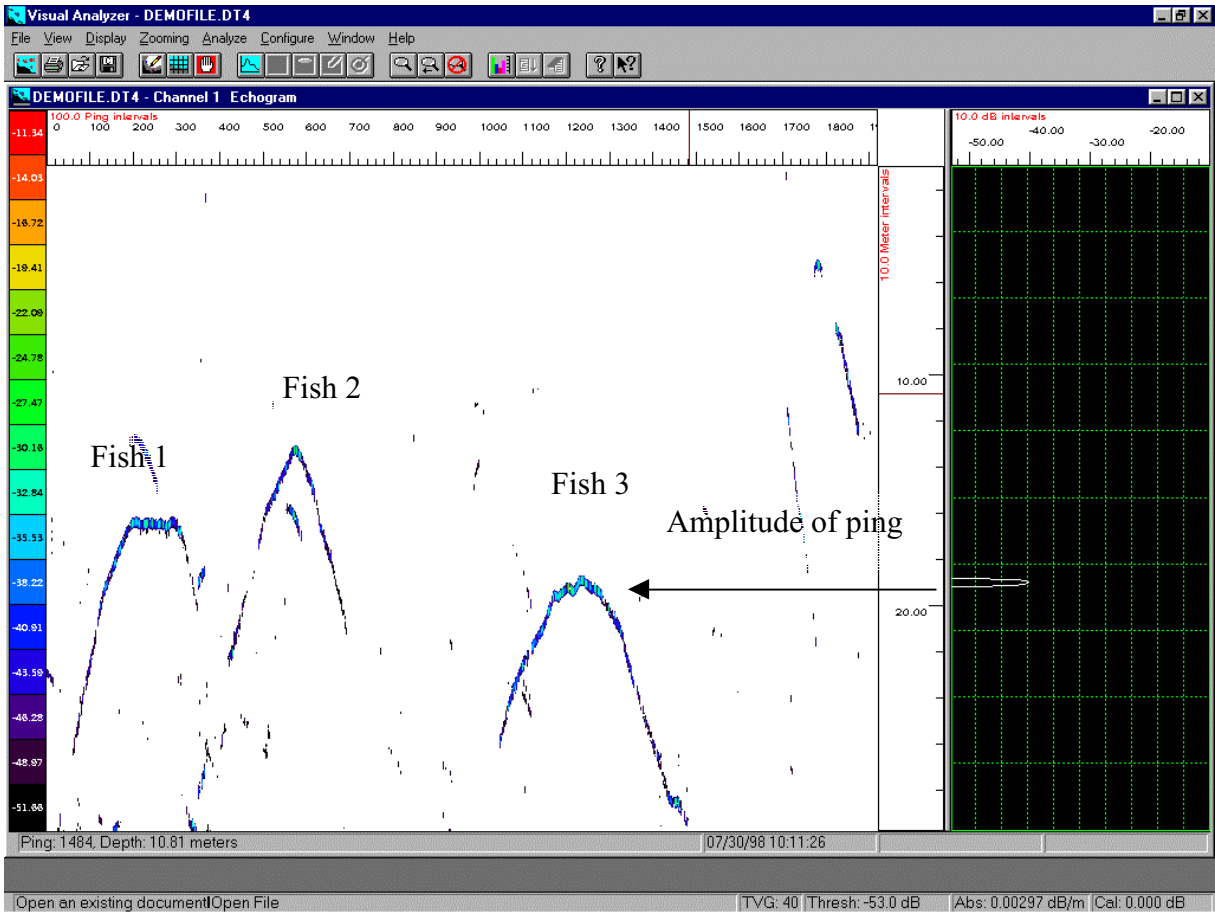 Visual Analyzer - DEMOFILE.DT4
File View Display Zooming Analyze Configure Window Help
DEMOFILE.DT4 - Channel 1 Echogram
100.0 Ping intervals
0 100 200 300 400 500 600 700 800 900 1000 1100 1200 1300 1400 1500 1600 1700 1800
10.0 dB intervals
-50.00 -40.00 -30.00 -20.00
-11.34
-14.03
-16.72
-19.41
-22.09
-24.78
-27.47
-30.16
-32.84
-35.53
-38.22
-40.91
-43.59
-46.28
-48.97
-51.66
10.0 Meter intervals
10.00
20.00
Fish 1
Fish 2
Fish 3
Amplitude of ping
Ping: 1484, Depth: 10.81 meters
07/30/98 10:11:26
Open an existing document|Open File
TVG: 40 Thresh: -53.0 dB Abs: 0.00297 dB/m Cal: 0.000 dB